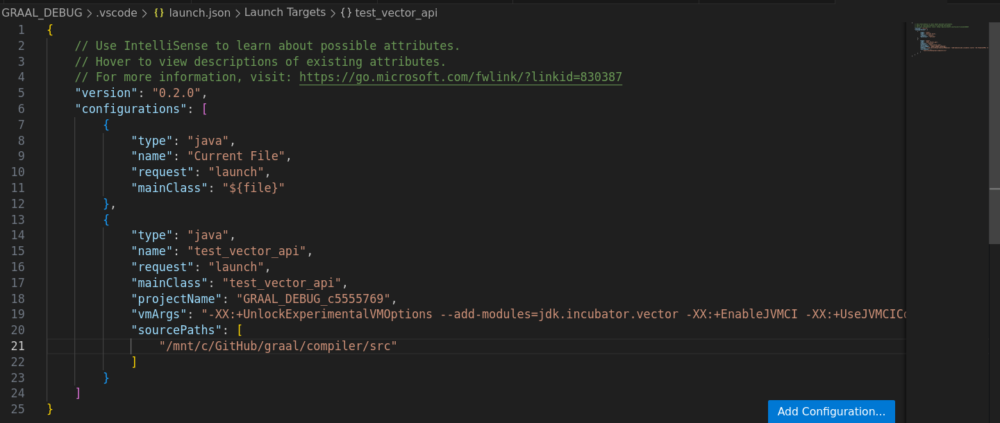 GRAAL_DEBUG > .vscode > {} launch.json > Launch Targets > {} test_vector_api
1 {
2 // Use IntelliSense to learn about possible attributes.
3 // Hover to view descriptions of existing attributes.
4 // For more information, visit: https://go.microsoft.com/fwlink/?linkid=830387
5 "version": "0.2.0",
6 "configurations": [
7 {
8 "type": "java",
9 "name": "Current File",
10 "request": "launch",
11 "mainClass": "${file}"
12 },
13 {
14 "type": "java",
15 "name": "test_vector_api",
16 "request": "launch",
17 "mainClass": "test_vector_api",
18 "projectName": "GRAAL_DEBUG_c5555769",
19 "vmArgs": "-XX:+UnlockExperimentalVMOptions --add-modules=jdk.incubator.vector -XX:+EnableJVMCI -XX:+UseJVMCIC
20 "sourcePaths": [
21 "/mnt/c/GitHub/graal/compiler/src"
22 ]
23 }
24 ]
25 }
Add Configuration...